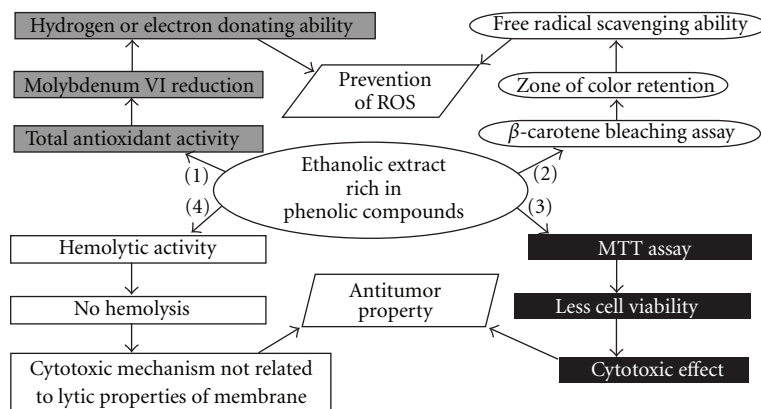 Hydrogen or electron donating ability
Free radical scavenging ability
Molybdenum VI reduction
Prevention
of ROS
Zone of color retention
Total antioxidant activity
β-carotene bleaching assay
(1)
Ethanolic extract
rich in
phenolic compounds
(2)
(4)
(3)
Hemolytic activity
MTT assay
No hemolysis
Antitumor
property
Less cell viability
Cytotoxic mechanism not related
to lytic properties of membrane
Cytotoxic effect